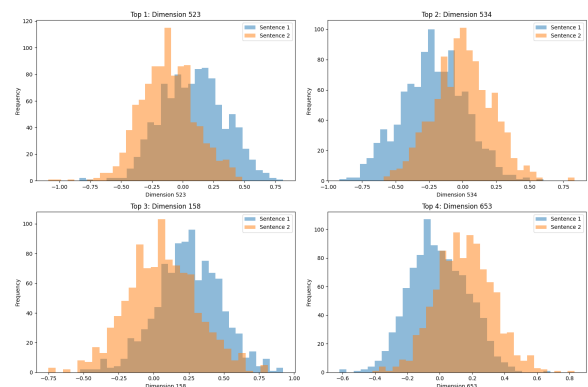 Top 1: Dimension 523
Sentence 1
Sentence 2
Frequency
120
100
80
60
40
20
0
−1.00 −0.75 −0.50 −0.25 0.00 0.25 0.50 0.75
Dimension 523
Top 2: Dimension 534
Sentence 1
Sentence 2
Frequency
100
80
60
40
20
0
−1.00 −0.75 −0.50 −0.25 0.00 0.25 0.50 0.75
Dimension 534
Top 3: Dimension 158
Sentence 1
Sentence 2
Frequency
100
80
60
40
20
0
−0.75 −0.50 −0.25 0.00 0.25 0.50 0.75 1.00
Dimension 158
Top 4: Dimension 653
Sentence 1
Sentence 2
Frequency
100
80
60
40
20
0
−0.6 −0.4 −0.2 0.0 0.2 0.4 0.6 0.8
Dimension 653